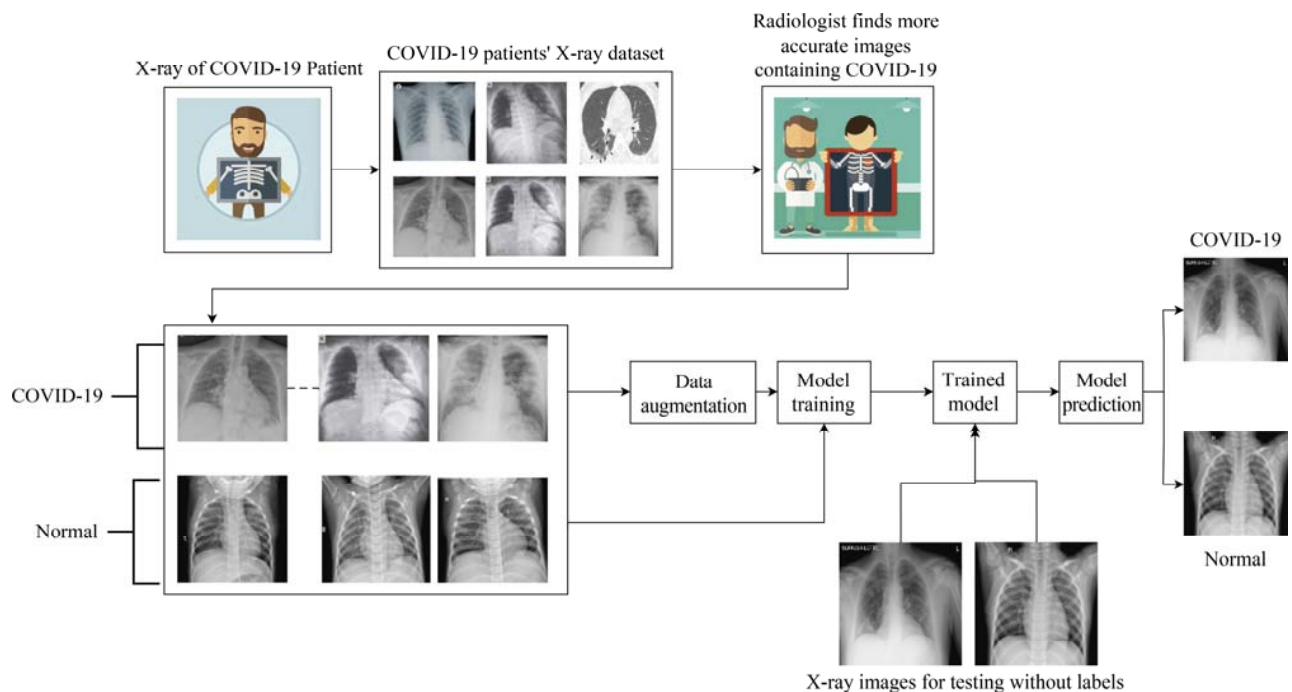 X-ray of COVID-19 Patient
COVID-19 patients' X-ray dataset
Radiologist finds more
accurate images
containing COVID-19
COVID-19
COVID-19
Data
augmentation
Model
training
Trained
model
Model
prediction
Normal
Normal
X-ray images for testing without labels